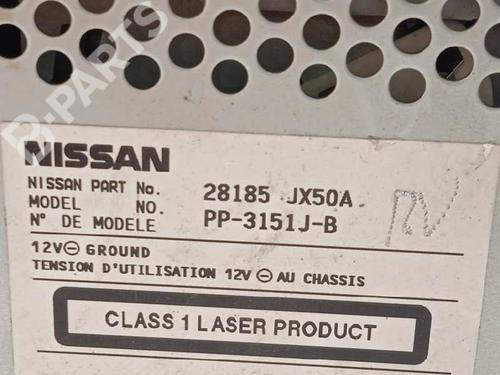 B-PARTS
NISSAN
NISSAN PART No. 28185 JX50A
MODEL NO. PP-3151J-B
N° DE MODELE
12V⊖ GROUND
TENSION D'UTILISATION 12V ⊖ AU CHASSIS
CLASS 1 LASER PRODUCT